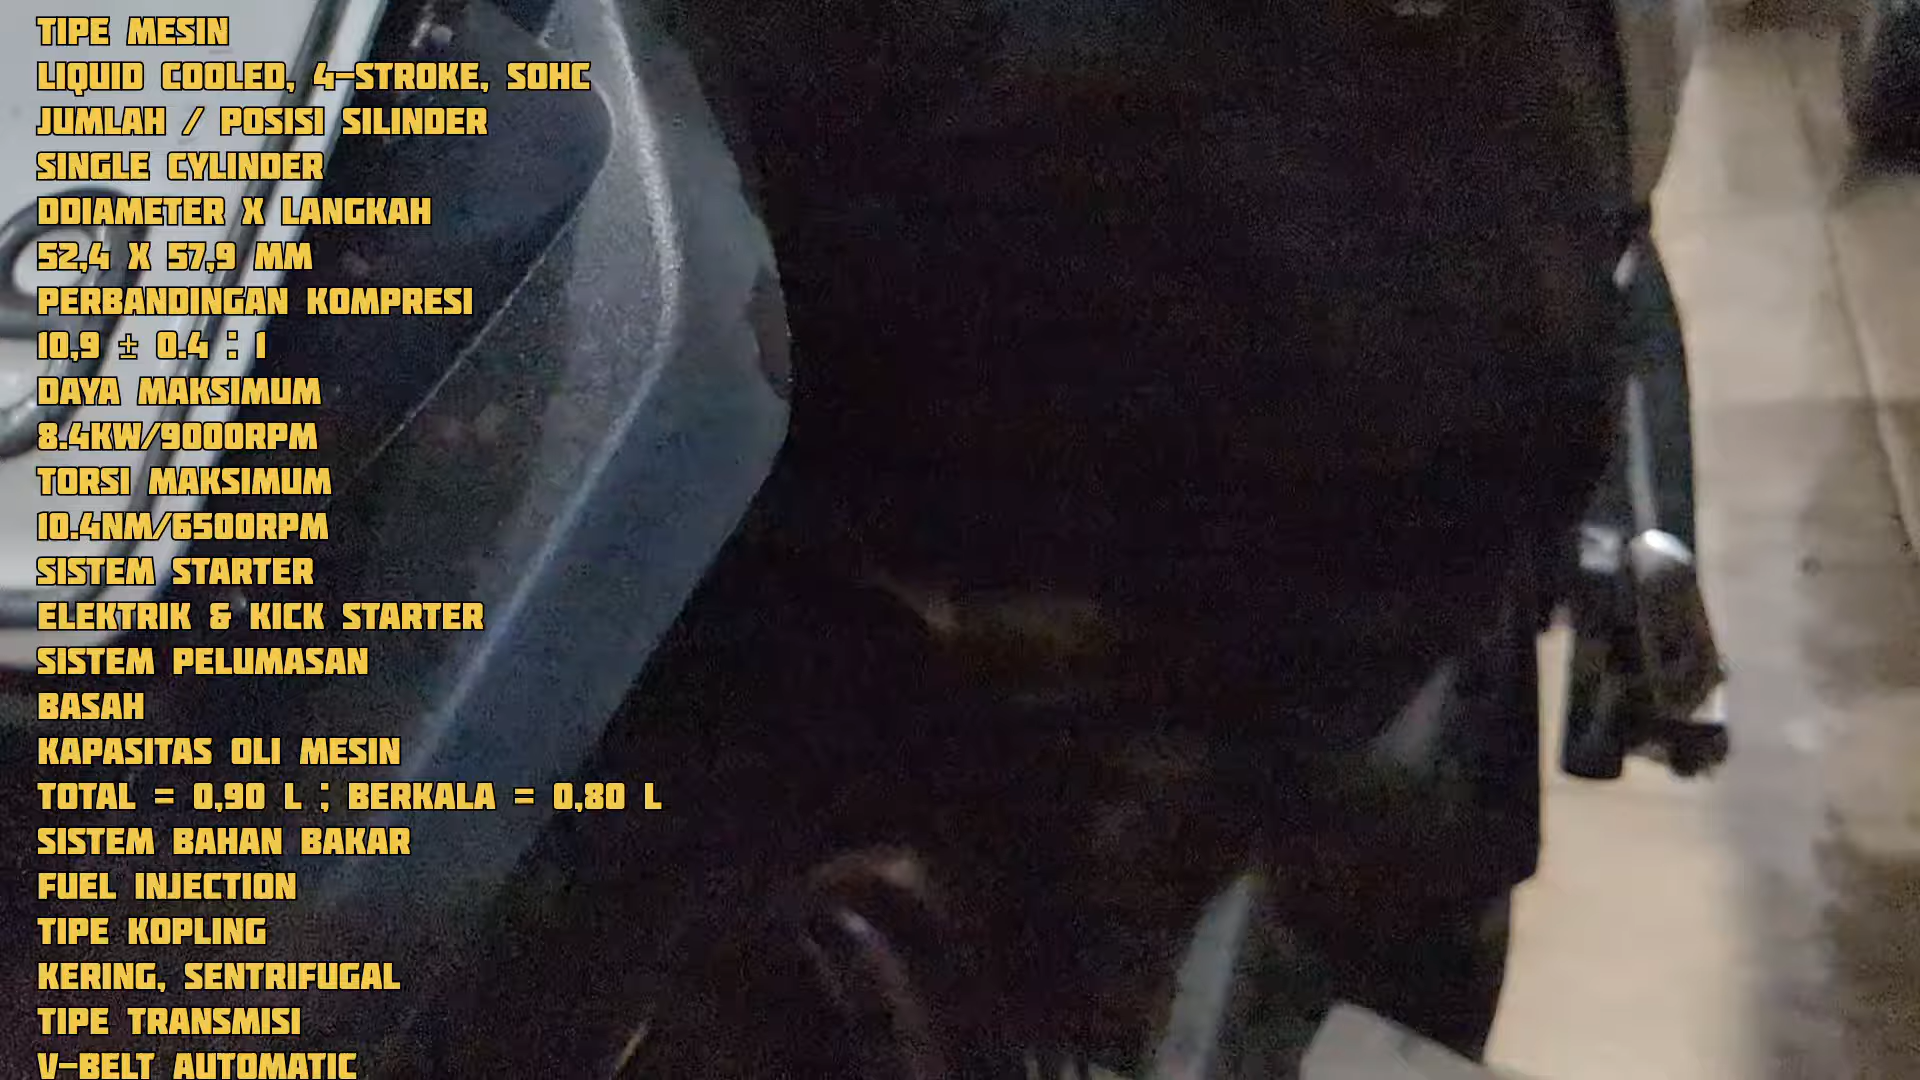 TIPE MESIN
LIQUID COOLED, 4-STROKE, SOHC
JUMLAH / POSISI SILINDER
SINGLE CYLINDER
DDIAMETER X LANGKAH
52,4 X 57,9 MM
PERBANDINGAN KOMPRESI
10,9 ± 0.4 : 1
DAYA MAKSIMUM
8.4KW/9000RPM
TORSI MAKSIMUM
10.4NM/6500RPM
SISTEM STARTER
ELEKTRIK & KICK STARTER
SISTEM PELUMASAN
BASAH
KAPASITAS OLI MESIN
TOTAL = 0,90 L ; BERKALA = 0,80 L
SISTEM BAHAN BAKAR
FUEL INJECTION
TIPE KOPLING
KERING, SENTRIFUGAL
TIPE TRANSMISI
V-BELT AUTOMATIC